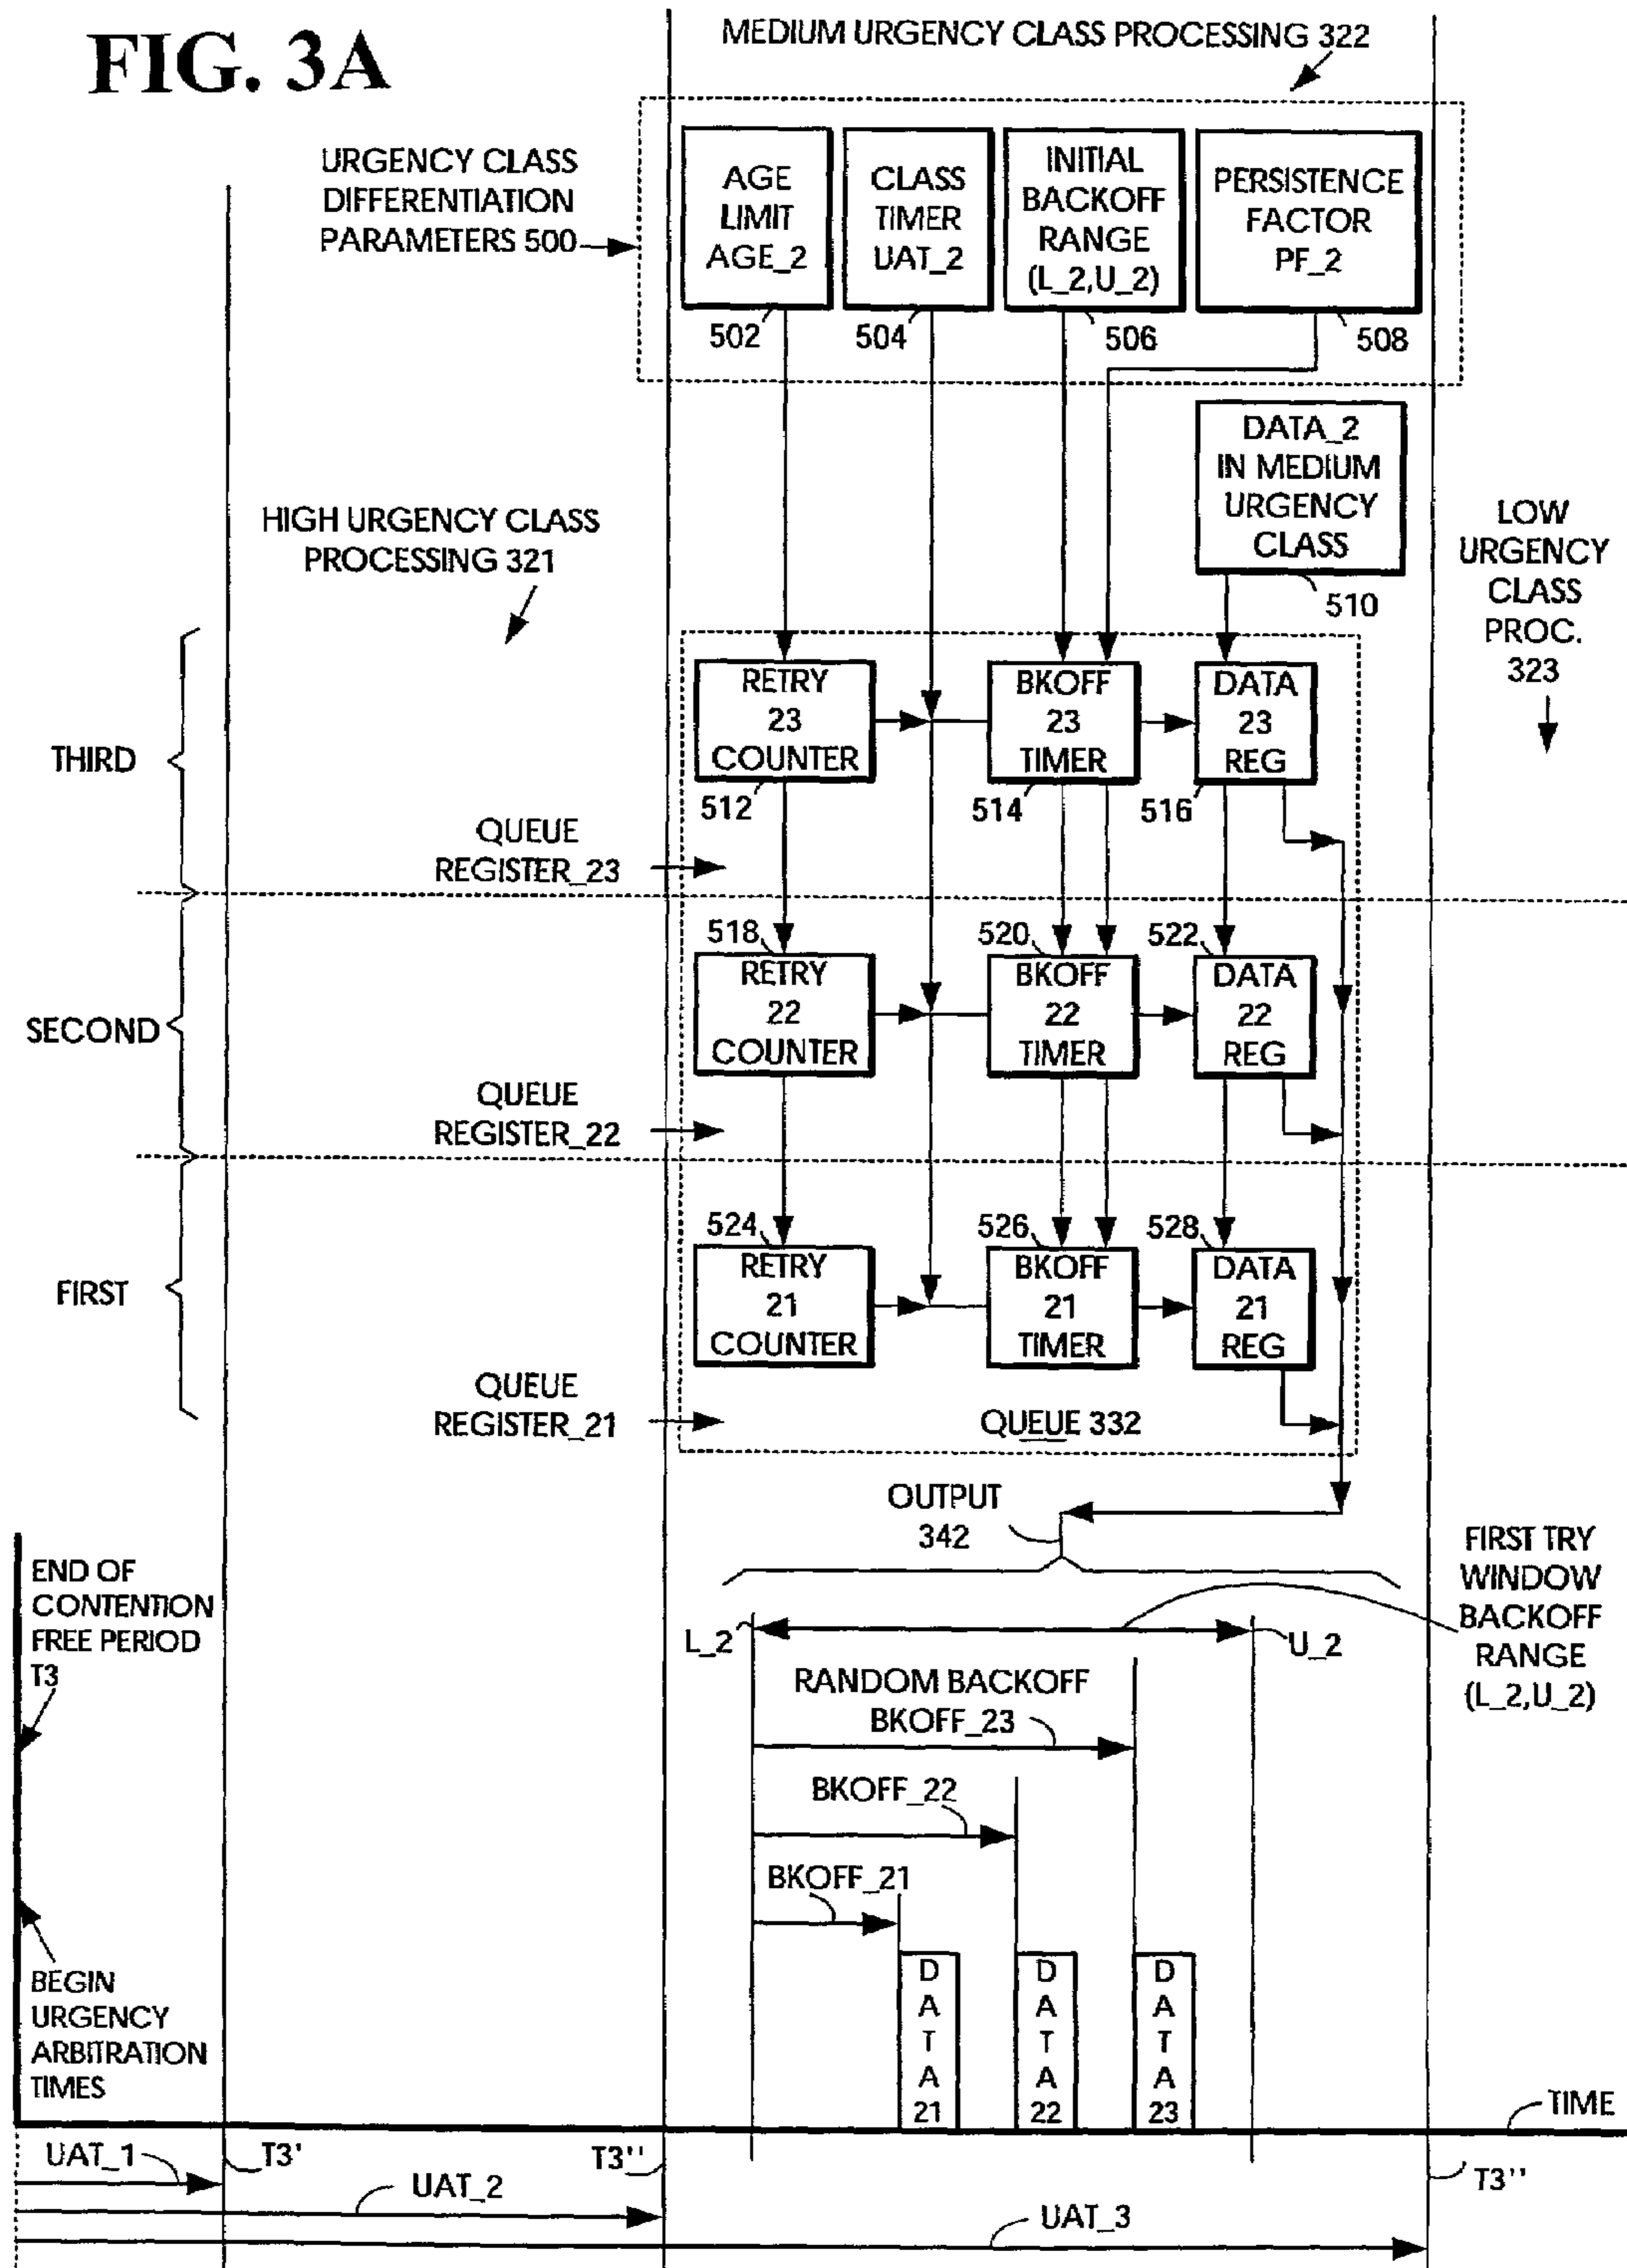 FIG. 3A
MEDIUM URGENCY CLASS PROCESSING 322
URGENCY CLASS
DIFFERENTIATION
PARAMETERS 500
AGE
LIMIT
AGE_2
502
CLASS
TIMER
UAT_2
504
INITIAL
BACKOFF
RANGE
(L_2,U_2)
506
PERSISTENCE
FACTOR
PF_2
508
DATA_2
IN MEDIUM
URGENCY
CLASS
510
HIGH URGENCY CLASS
PROCESSING 321
LOW
URGENCY
CLASS
PROC.
323
THIRD
RETRY
23
COUNTER
512
BKOFF
23
TIMER
514
DATA
23
REG
516
QUEUE
REGISTER_23
SECOND
518
RETRY
22
COUNTER
520
BKOFF
22
TIMER
522
DATA
22
REG
QUEUE
REGISTER_22
FIRST
524
RETRY
21
COUNTER
526
BKOFF
21
TIMER
528
DATA
21
REG
QUEUE
REGISTER_21
QUEUE 332
OUTPUT
342
FIRST TRY
WINDOW
BACKOFF
RANGE
(L_2,U_2)
END OF
CONTENTION
FREE PERIOD
T3
L_2
U_2
RANDOM BACKOFF
BKOFF_23
BKOFF_22
BKOFF_21
BEGIN
URGENCY
ARBITRATION
TIMES
DATA
21
DATA
22
DATA
23
TIME
UAT_1
T3'
T3''
T3''
UAT_2
UAT_3